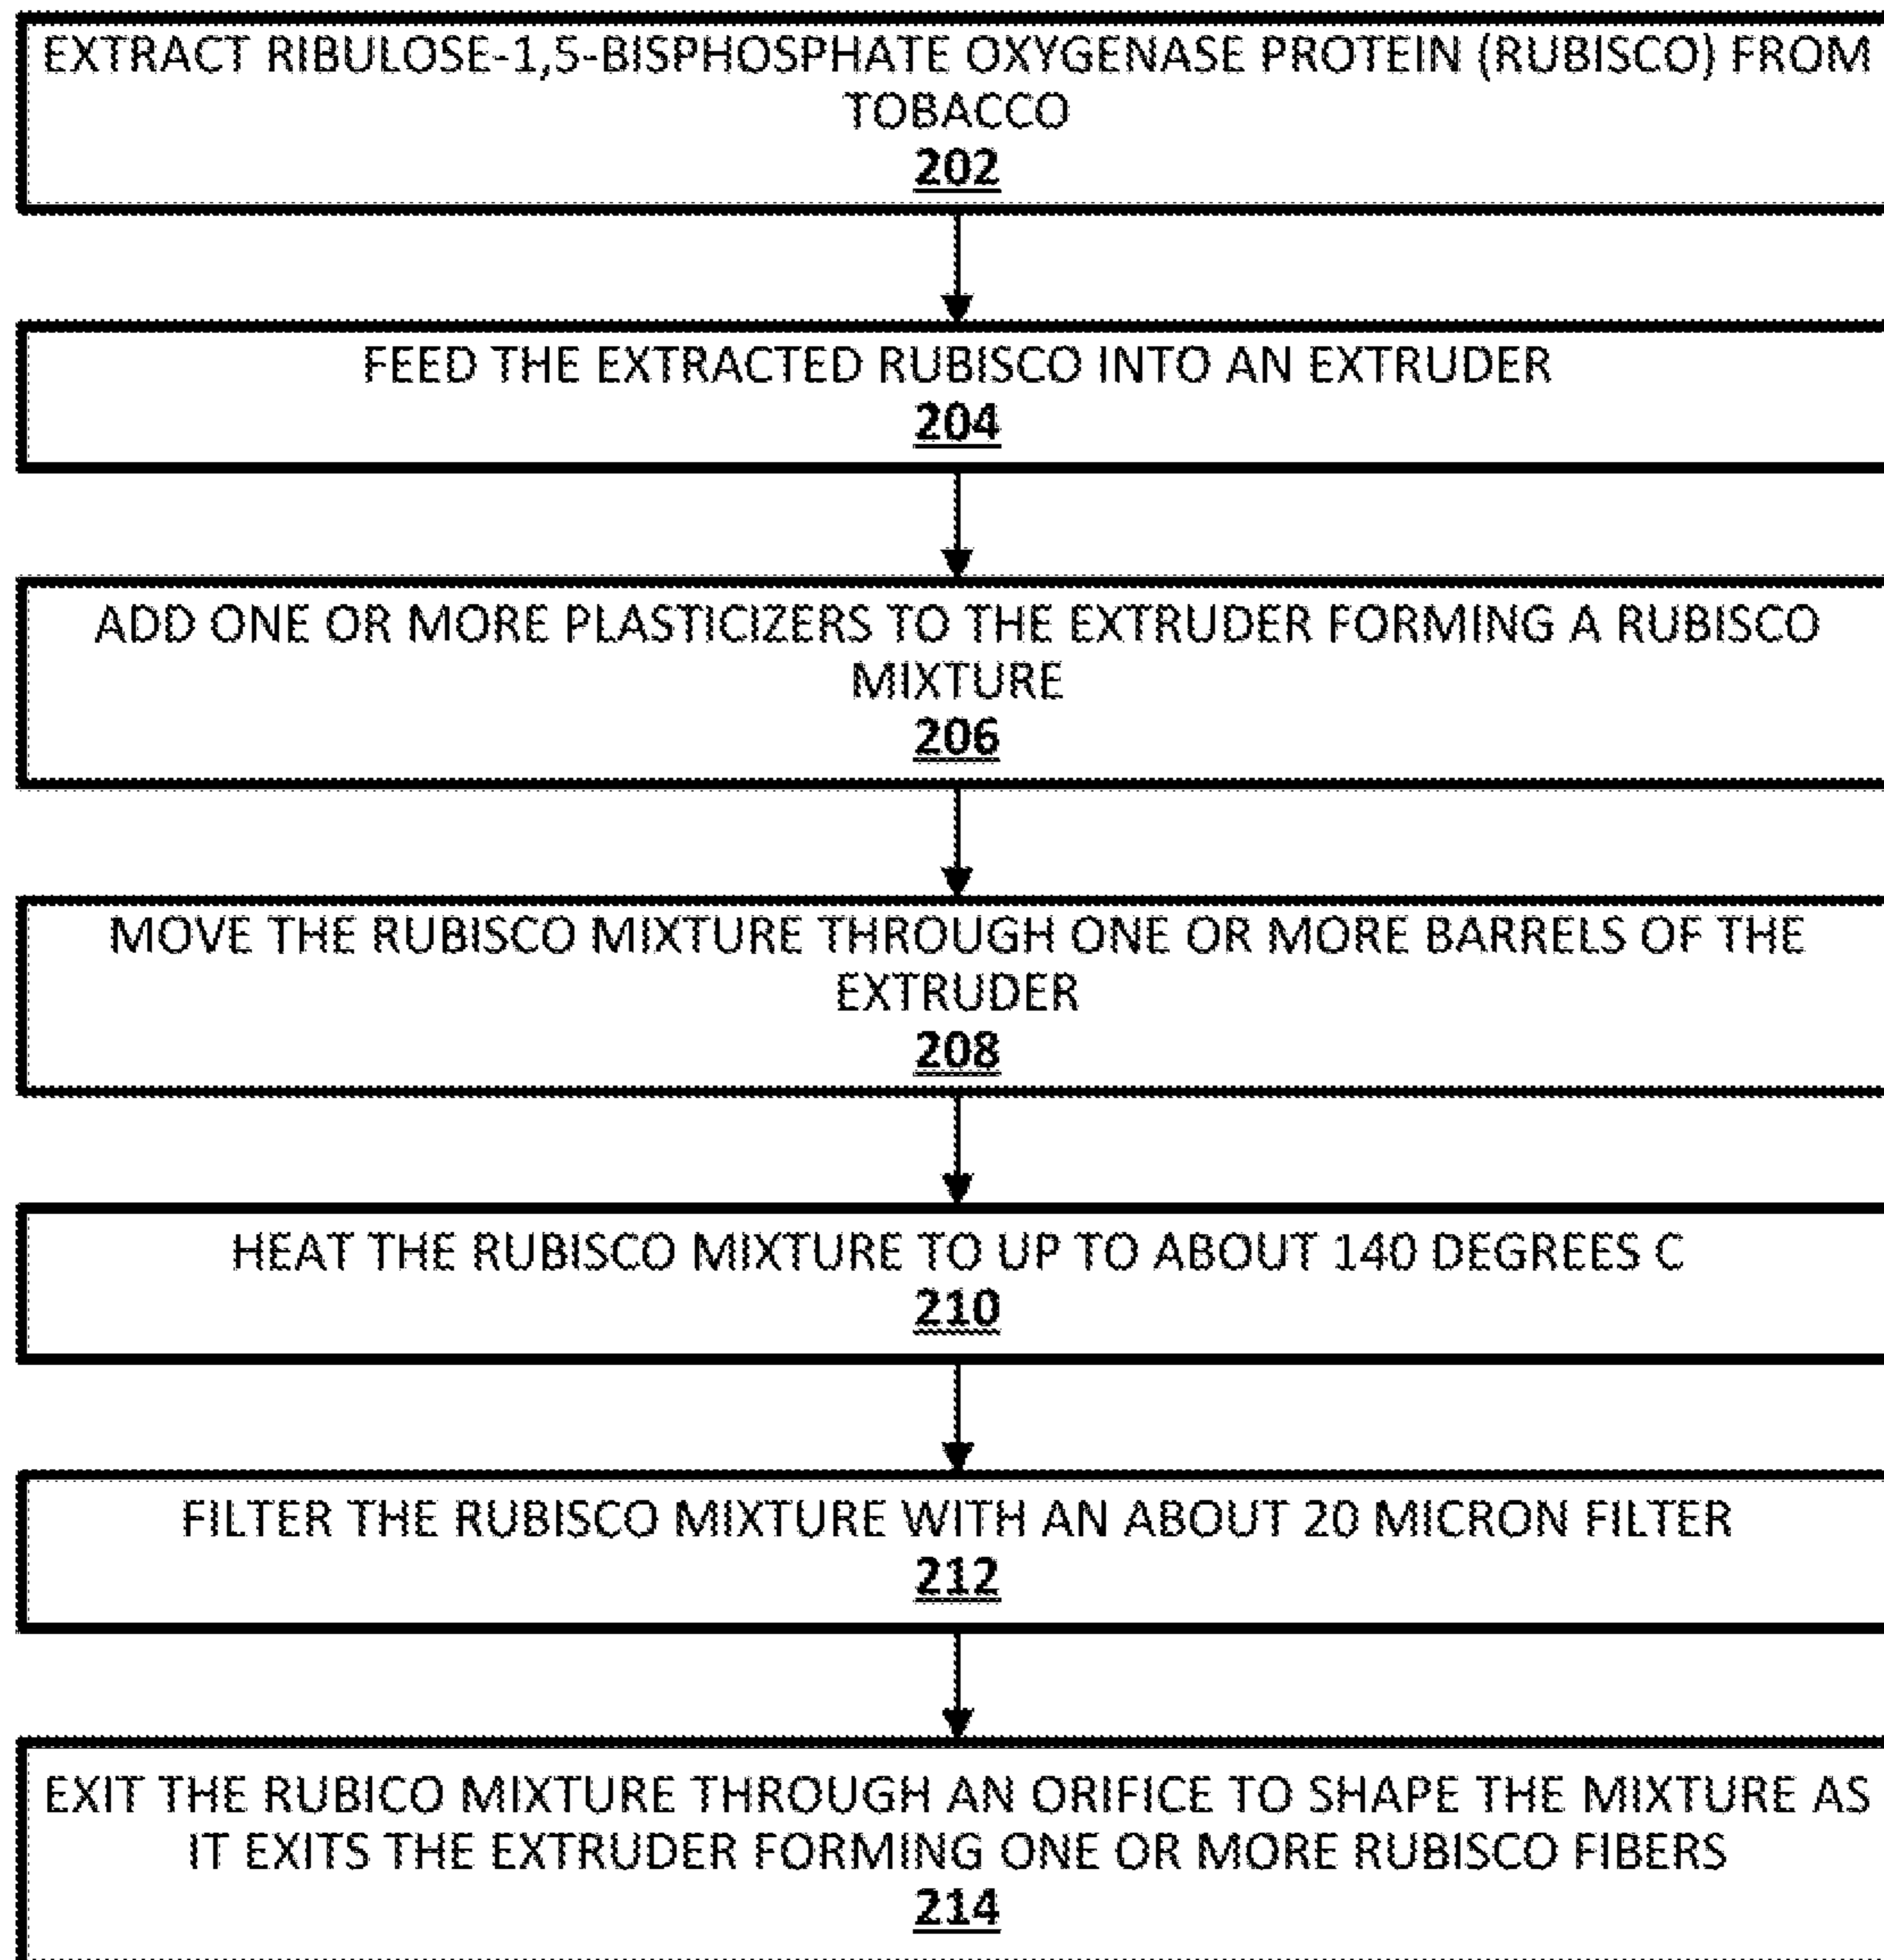 EXTRACT RIBULOSE-1,5-BISPHOSPHATE OXYGENASE PROTEIN (RUBISCO) FROM
TOBACCO
202
FEED THE EXTRACTED RUBISCO INTO AN EXTRUDER
204
ADD ONE OR MORE PLASTICIZERS TO THE EXTRUDER FORMING A RUBISCO
MIXTURE
206
MOVE THE RUBISCO MIXTURE THROUGH ONE OR MORE BARRELS OF THE
EXTRUDER
208
HEAT THE RUBISCO MIXTURE TO UP TO ABOUT 140 DEGREES C
210
FILTER THE RUBISCO MIXTURE WITH AN ABOUT 20 MICRON FILTER
212
EXIT THE RUBICO MIXTURE THROUGH AN ORIFICE TO SHAPE THE MIXTURE AS
IT EXITS THE EXTRUDER FORMING ONE OR MORE RUBISCO FIBERS
214